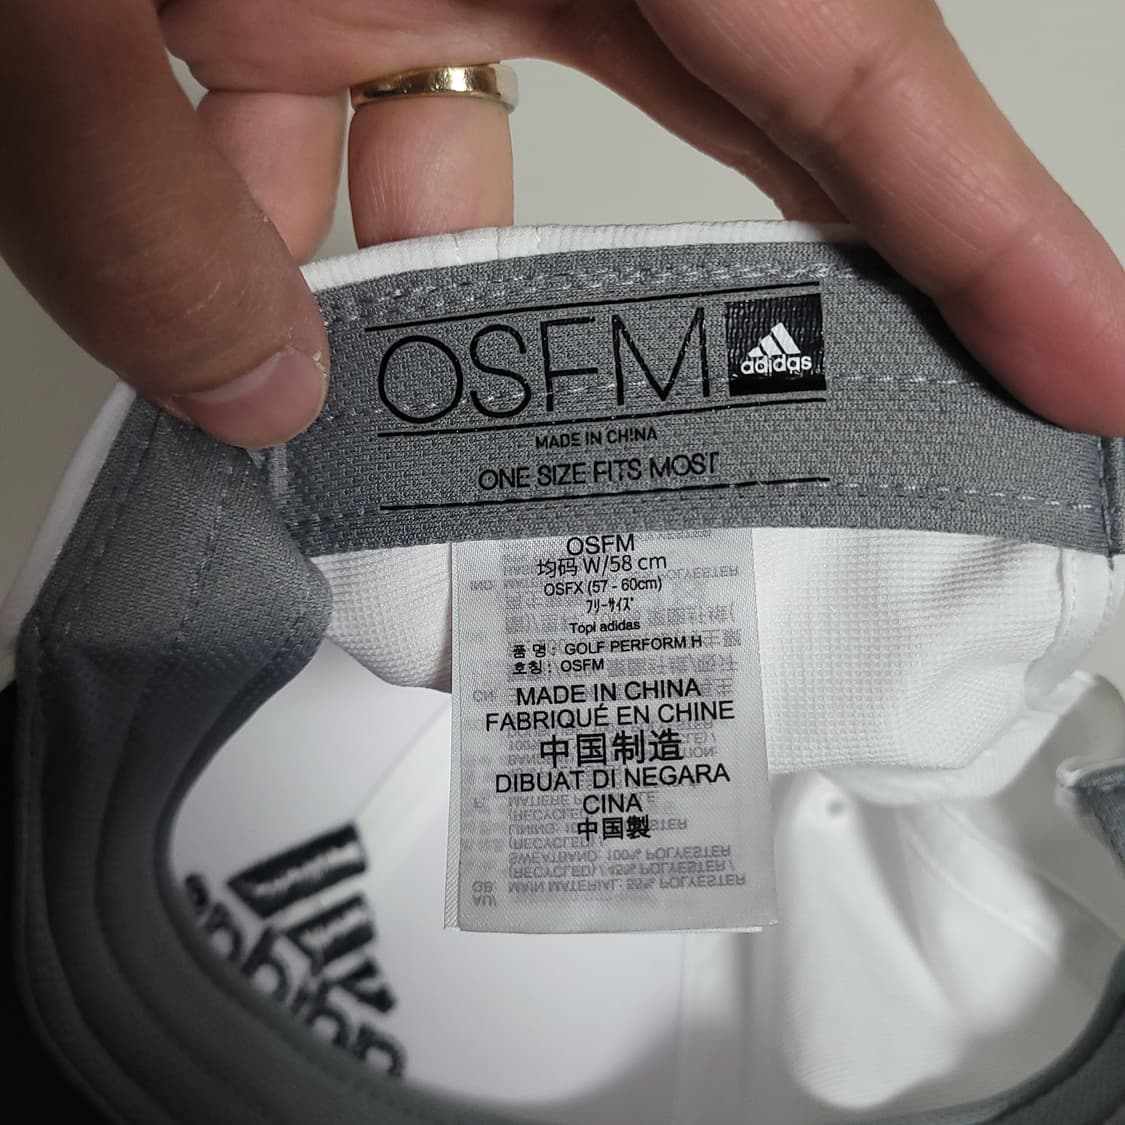 OSFM
adidas
MADE IN CHINA
ONE SIZE FITS MOST
OSFM
均码 W/58 cm
OSFX (57 - 60cm)
フリーサイズ
Topi adidas
품 명 : GOLF PERFORM H
호칭 : OSFM
MADE IN CHINA
FABRIQUÉ EN CHINE
中国制造
DIBUAT DI NEGARA
CINA
中国製
adidas